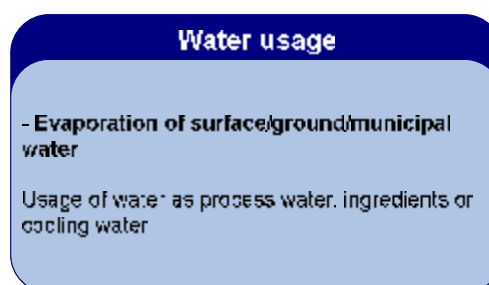 Water usage
- Evaporation of surface/ground/municipal
water
Usage of water as process water, ingredients or
cooling water